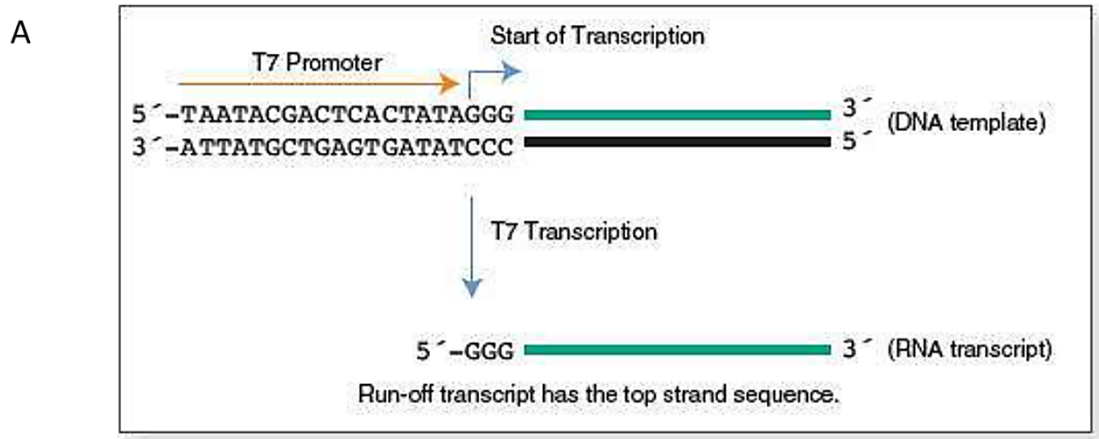 A
Start of Transcription
T7 Promoter
5´-TAATACGACTCACTATAGGG 3´ (DNA template)
3´-ATTATGCTGAGTGATATCCC 5´
T7 Transcription
5´-GGG 3´ (RNA transcript)
Run-off transcript has the top strand sequence.